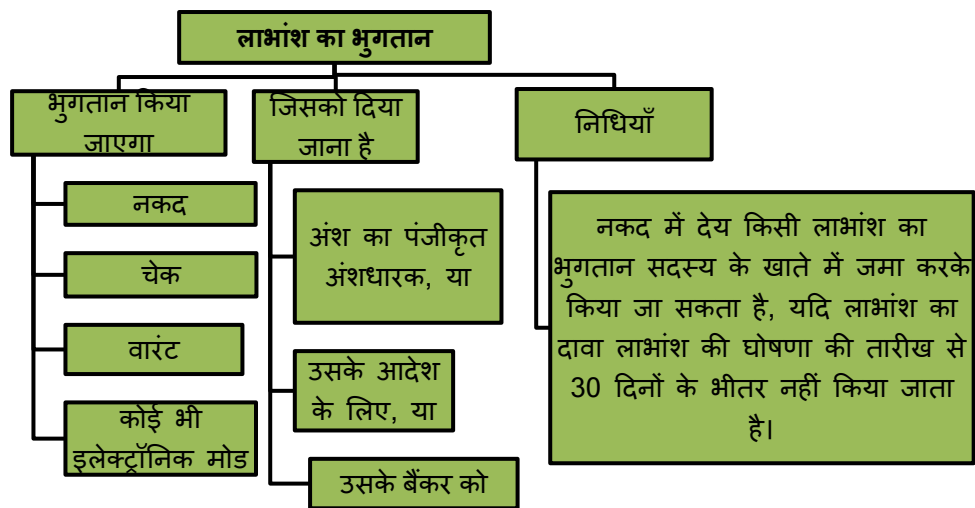 लाभांश का भुगतान
भुगतान किया
जाएगा
नकद
चेक
वारंट
कोई भी
इलेक्ट्रॉनिक मोड
जिसको दिया
जाना है
अंश का पंजीकृत
अंशधारक, या
उसके आदेश
के लिए, या
उसके बैंकर को
निधियाँ
नकद में देय किसी लाभांश का
भुगतान सदस्य के खाते में जमा करके
किया जा सकता है, यदि लाभांश का
दावा लाभांश की घोषणा की तारीख से
30 दिनों के भीतर नहीं किया जाता
है।